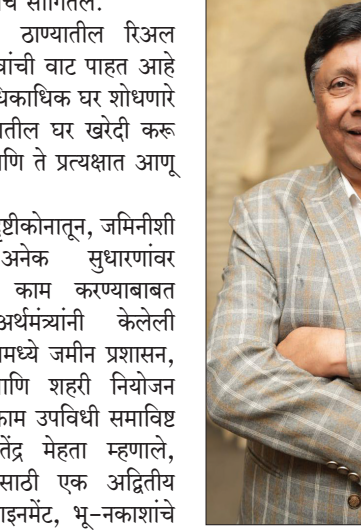 सांगितले.
ठाण्यातील रिअल
वांची वाट पाहत आहे
धिकाधिक घर शोधणारे
तील घर खरेदी करू
णि ते प्रत्यक्षात आणू
ष्टीकोनातून, जमिनीशी
अनेक सुधारणांवर
काम करण्याबाबत
अर्थमंत्र्यांनी केलेली
मध्ये जमीन प्रशासन,
णि शहरी नियोजन
काम उपविधी समाविष्ट
तेंद्र मेहता म्हणाले,
साठी एक अद्वितीय
इनमेंट, भू-नकाशांचे